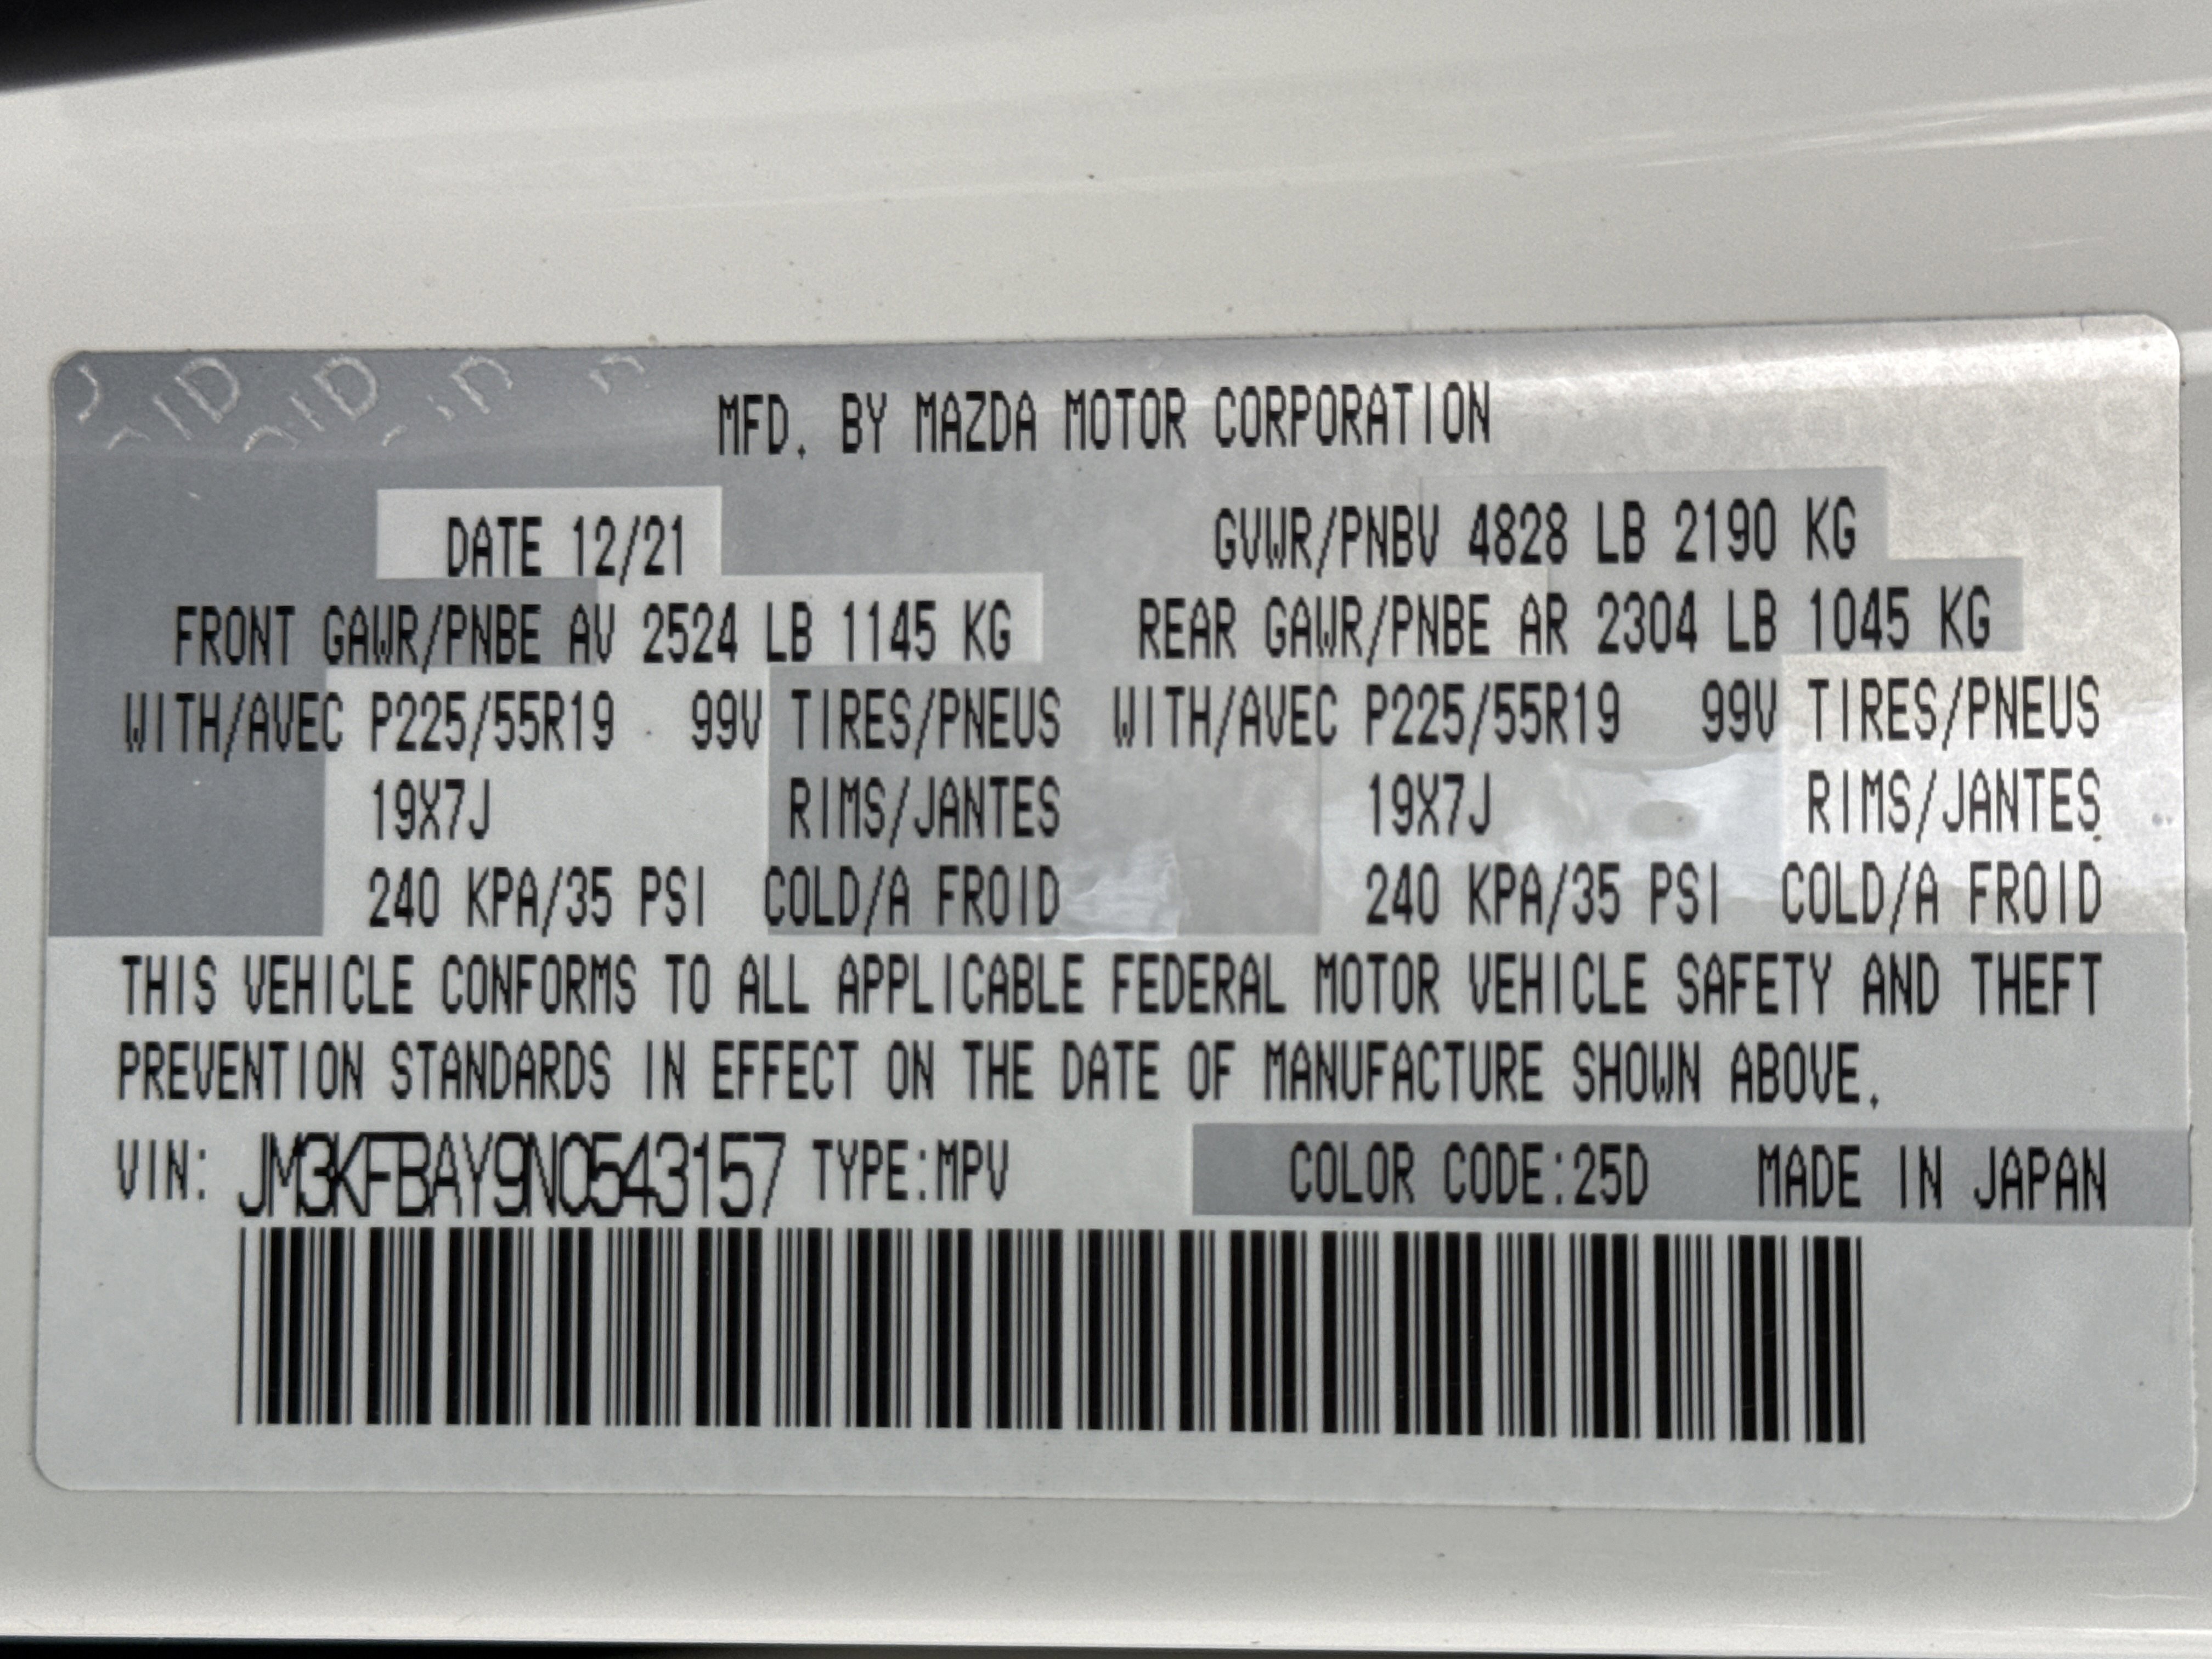 MFD. BY MAZDA MOTOR CORPORATION
DATE 12/21 GVWR/PNBV 4828 LB 2190 KG
FRONT GAWR/PNBE AV 2524 LB 1145 KG REAR GAWR/PNBE AR 2304 LB 1045 KG
WITH/AVEC P225/55R19 99V TIRES/PNEUS WITH/AVEC P225/55R19 99V TIRES/PNEUS
19X7J RIMS/JANTES 19X7J RIMS/JANTES
240 KPA/35 PSI COLD/A FROID 240 KPA/35 PSI COLD/A FROID
THIS VEHICLE CONFORMS TO ALL APPLICABLE FEDERAL MOTOR VEHICLE SAFETY AND THEFT
PREVENTION STANDARDS IN EFFECT ON THE DATE OF MANUFACTURE SHOWN ABOVE.
VIN: JM3KFBAY9N0543157 TYPE:MPV COLOR CODE:25D MADE IN JAPAN